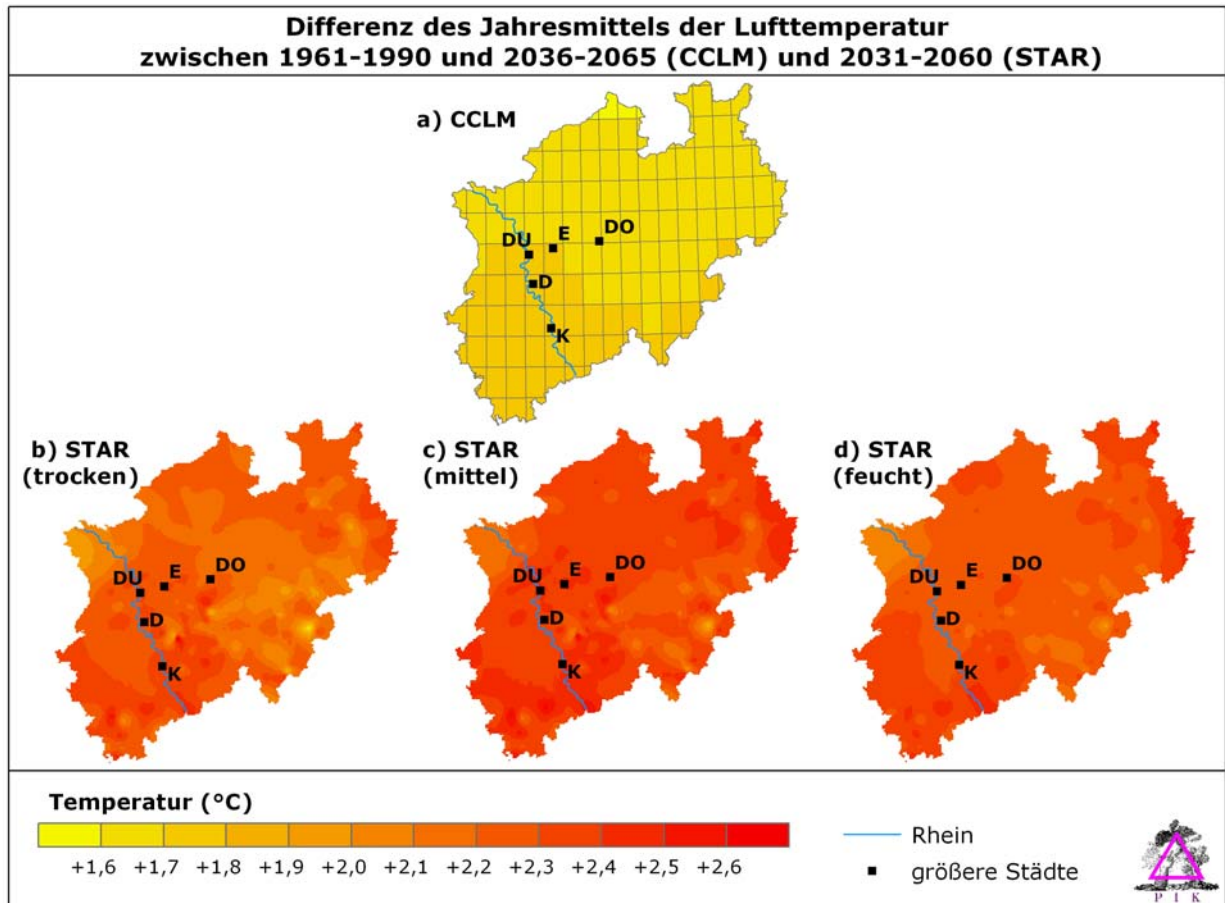 Differenz des Jahresmittels der Lufttemperatur
zwischen 1961-1990 und 2036-2065 (CCLM) und 2031-2060 (STAR)
a) CCLM
DU
E
DO
D
K
b) STAR
(trocken)
DU
E
DO
D
K
c) STAR
(mittel)
DU
E
DO
D
K
d) STAR
(feucht)
DU
E
DO
D
K
Temperatur (°C)
+1,6 +1,7 +1,8 +1,9 +2,0 +2,1 +2,2 +2,3 +2,4 +2,5 +2,6
Rhein
größere Städte
P I K